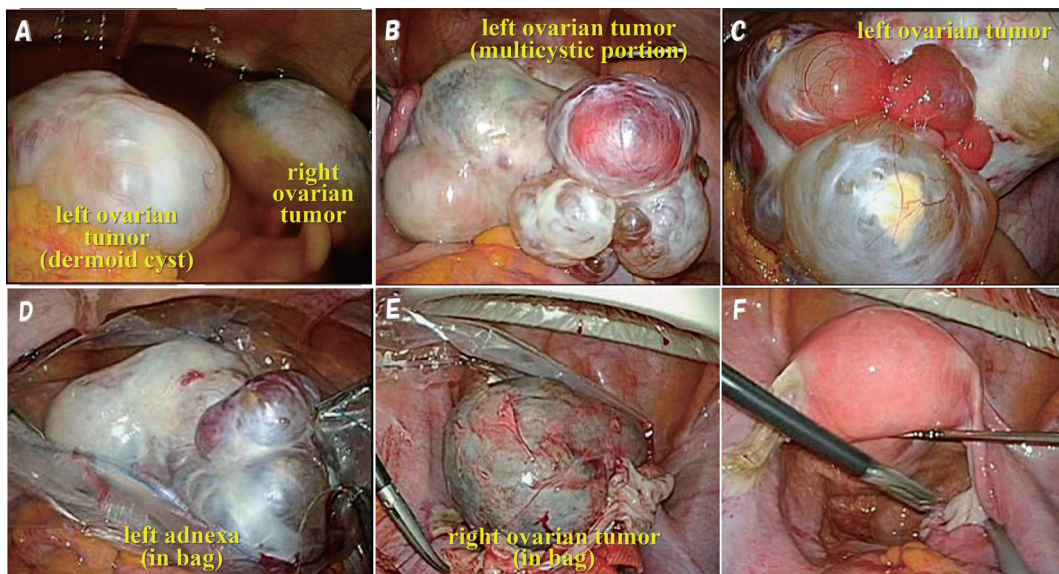 A
left ovarian
tumor
(dermoid cyst)
right
ovarian
tumor
B
left ovarian tumor
(multicystic portion)
C
left ovarian tumor
D
left adnexa
(in bag)
E
right ovarian tumor
(in bag)
F